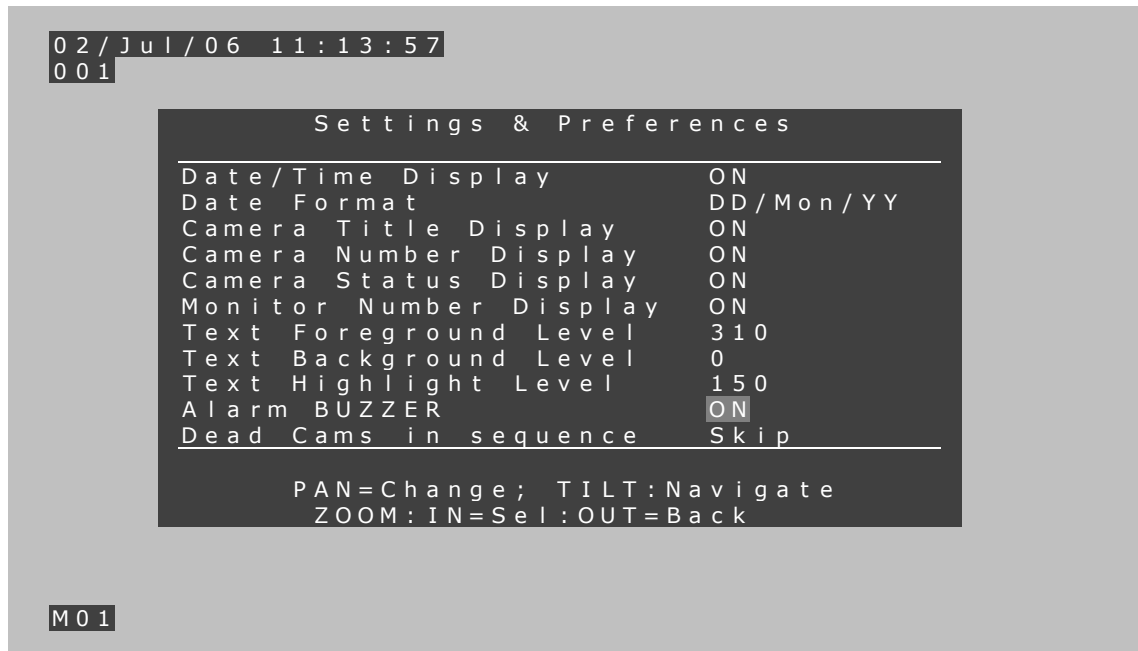 02/Jul/06 11:13:57
001
Settings & Preferences
Date/Time Display ON
Date Format DD/Mon/YY
Camera Title Display ON
Camera Number Display ON
Camera Status Display ON
Monitor Number Display ON
Text Foreground Level 310
Text Background Level 0
Text Highlight Level 150
Alarm BUZZER ON
Dead Cams in sequence Skip
PAN=Change; TILT:Navigate
ZOOM:IN=Sel:OUT=Back
M01